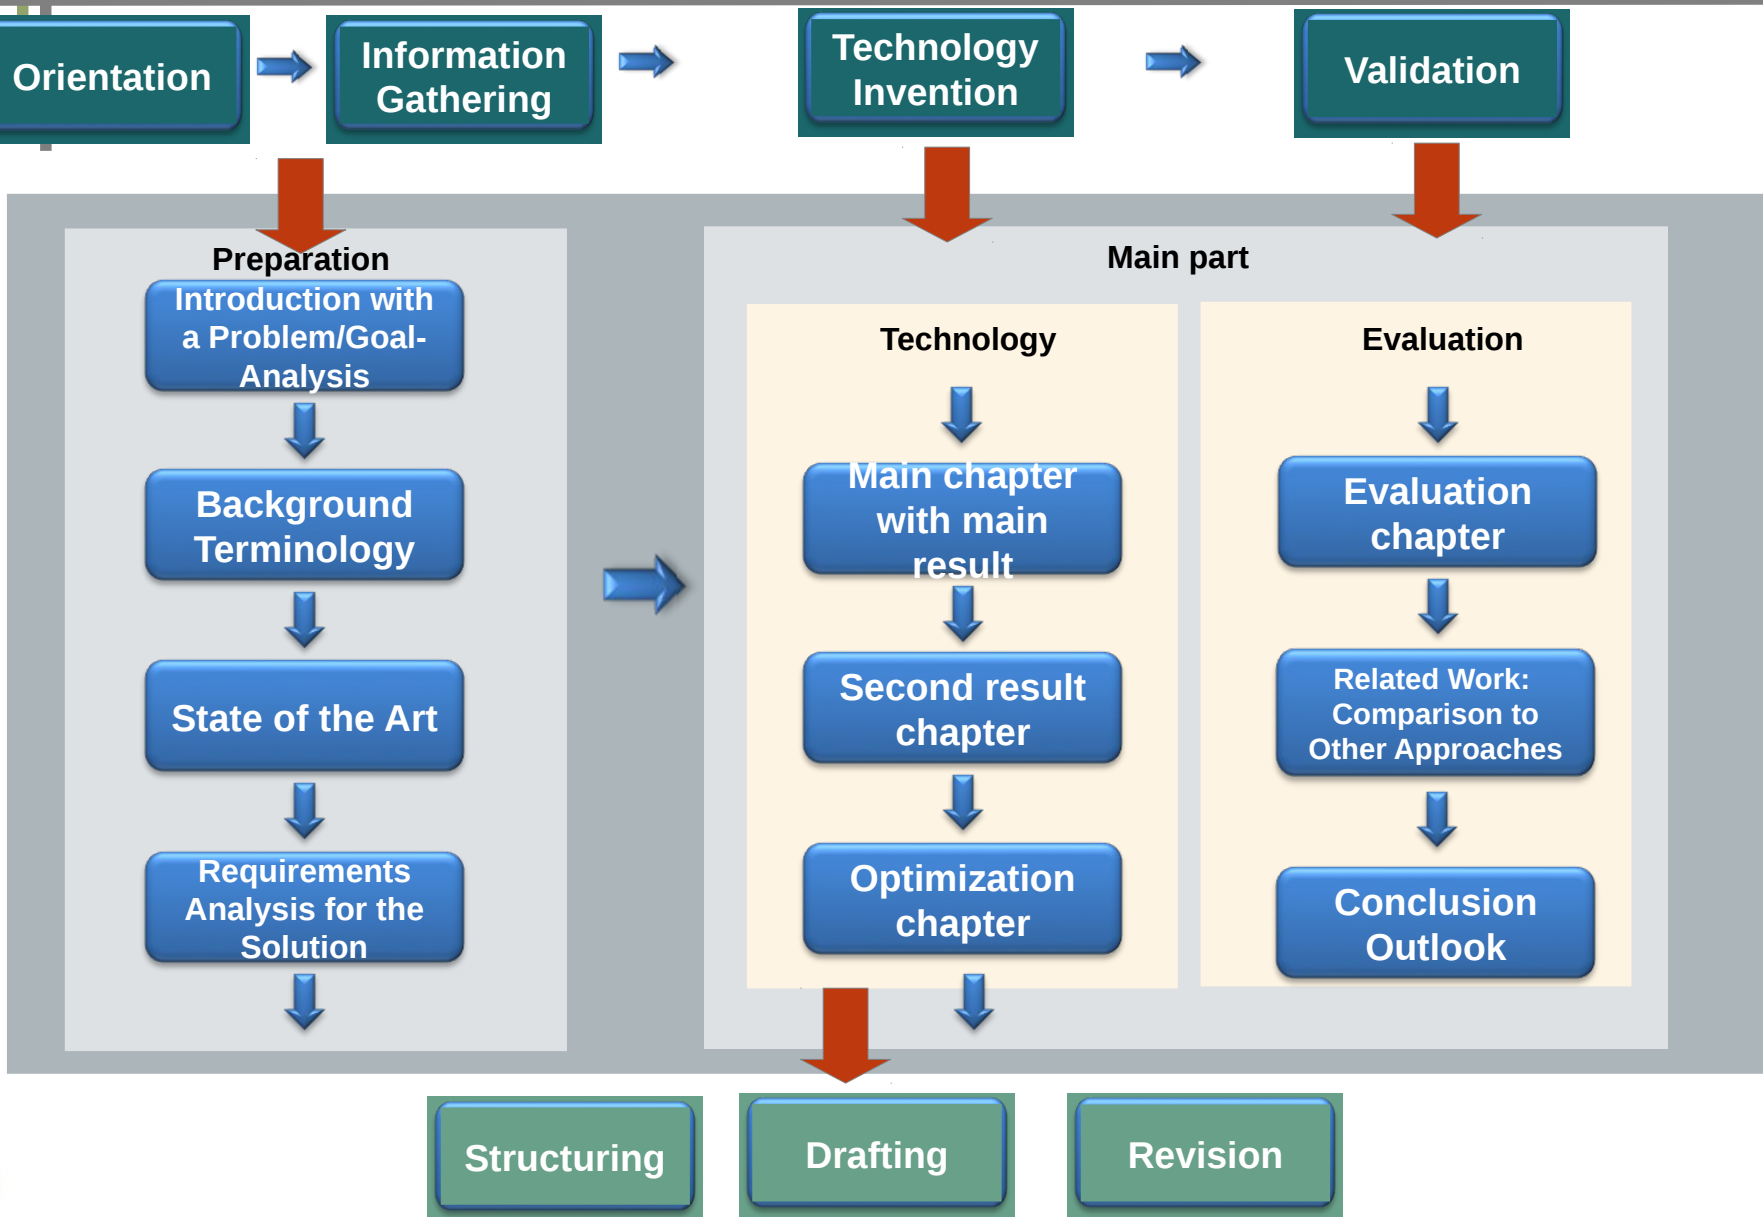 Orientation
Information
Gathering
Technology
Invention
Validation
Preparation
Introduction with
a Problem/Goal-
Analysis
Background
Terminology
State of the Art
Requirements
Analysis for the
Solution
Main part
Technology
Main chapter
with main
result
Second result
chapter
Optimization
chapter
Evaluation
Evaluation
chapter
Related Work:
Comparison to
Other Approaches
Conclusion
Outlook
Structuring
Drafting
Revision